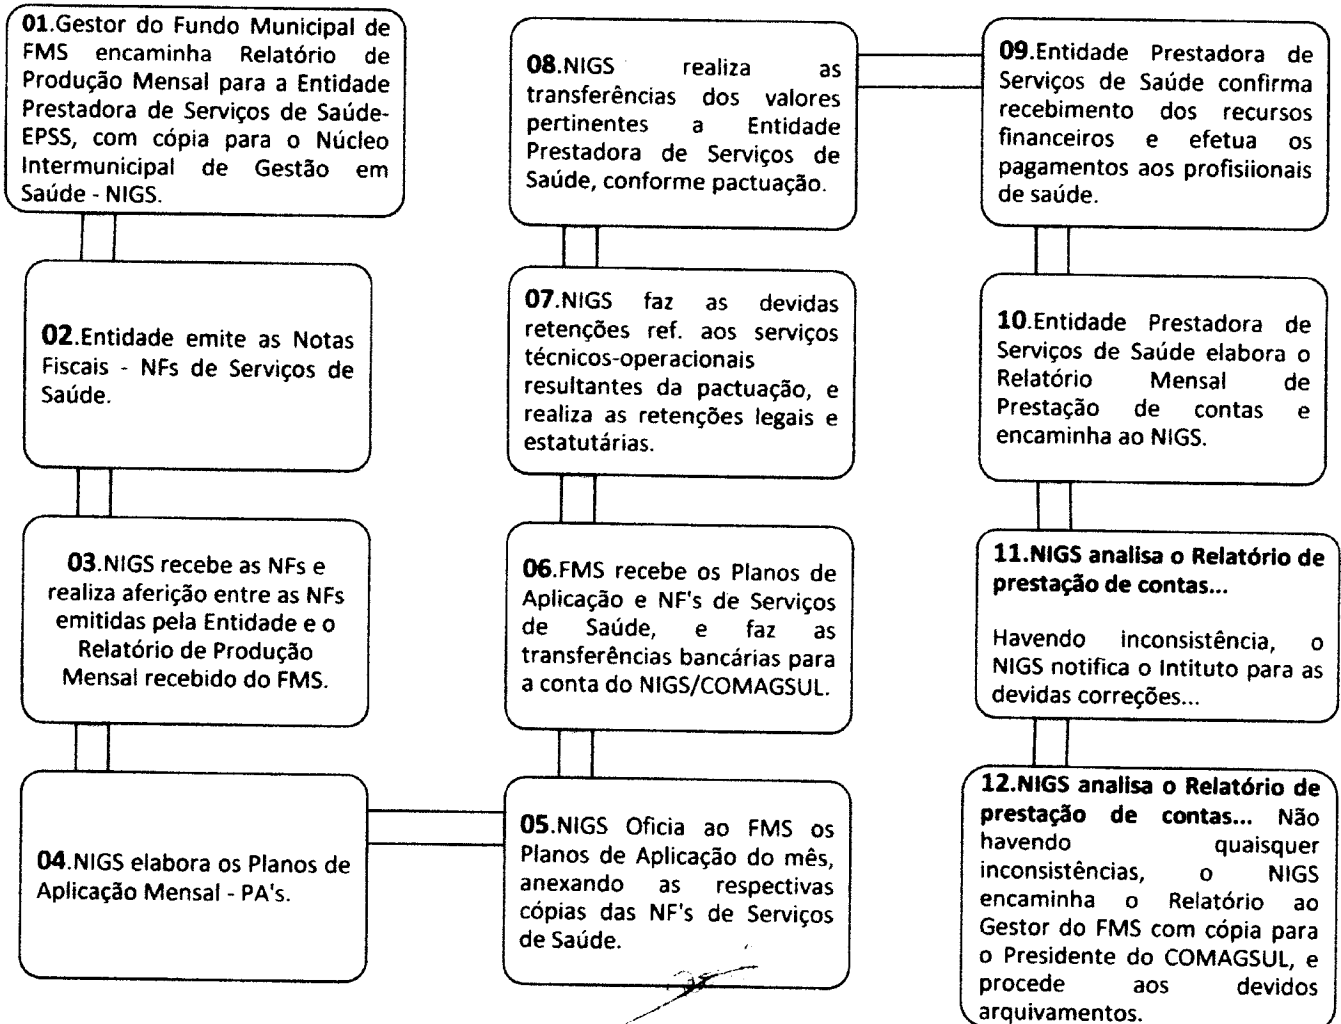 01.Gestor do Fundo Municipal de
FMS encaminha Relatório de
Produção Mensal para a Entidade
Prestadora de Serviços de Saúde-
EPSS, com cópia para o Núcleo
Intermunicipal de Gestão em
Saúde - NIGS.
02.Entidade emite as Notas
Fiscais - NFs de Serviços de
Saúde.
03.NIGS recebe as NFs e
realiza aferição entre as NFs
emitidas pela Entidade e o
Relatório de Produção
Mensal recebido do FMS.
04.NIGS elabora os Planos de
Aplicação Mensal - PA's.
05.NIGS Oficia ao FMS os
Planos de Aplicação do mês,
anexando as respectivas
cópias das NF's de Serviços
de Saúde.
06.FMS recebe os Planos de
Aplicação e NF's de Serviços
de Saúde, e faz as
transferências bancárias para
a conta do NIGS/COMAGSUL.
07.NIGS faz as devidas
retenções ref. aos serviços
técnicos-operacionais
resultantes da pactuação, e
realiza as retenções legais e
estatutárias.
08.NIGS realiza as
transferências dos valores
pertinentes a Entidade
Prestadora de Serviços de
Saúde, conforme pactuação.
09.Entidade Prestadora de
Serviços de Saúde confirma
recebimento dos recursos
financeiros e efetua os
pagamentos aos profisiionais
de saúde.
10.Entidade Prestadora de
Serviços de Saúde elabora o
Relatório Mensal de
Prestação de contas e
encaminha ao NIGS.
11.NIGS analisa o Relatório de
prestação de contas...
Havendo inconsistência, o
NIGS notifica o Intituto para as
devidas correções...
12.NIGS analisa o Relatório de
prestação de contas... Não
havendo quaisquer
inconsistências, o NIGS
encaminha o Relatório ao
Gestor do FMS com cópia para
o Presidente do COMAGSUL, e
procede aos devidos
arquivamentos.